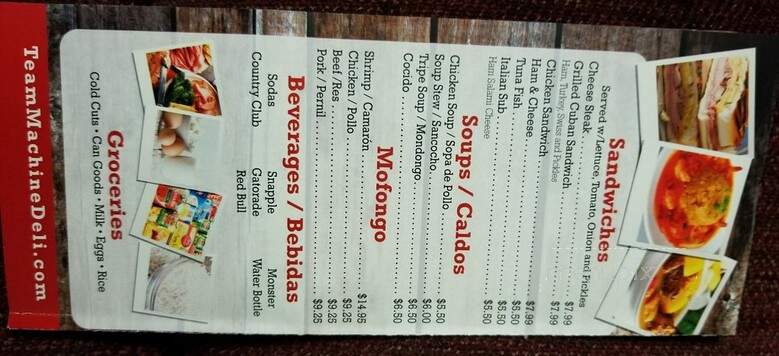 Sandwiches
Served w/Lettuce, Tomato, Onion and Pickles
Cheese Steak $7.99
Grilled Cuban Sandwich $7.99
Ham, Turkey, Swiss and Pickles
Chicken Sandwich $7.99
Ham & Cheese $5.50
Tuna Fish $5.50
Italian Sub $5.50
Ham Salami Cheese
Soups / Caldos
Chicken Soup / Sopa de Pollo $5.50
Soup Stew / Sancocho $6.00
Tripe Soup / Mondongo $6.50
Cocido $6.50
Mofongo
Shrimp / Camarón $14.95
Chicken / Pollo $9.25
Beef / Res $9.25
Pork / Pernil $9.25
Beverages / Bebidas
Sodas Snapple Monster
Country Club Gatorade Water Bottle
Red Bull
Groceries
Cold Cuts • Can Goods • Milk • Eggs • Rice
TeamMachineDeli.com